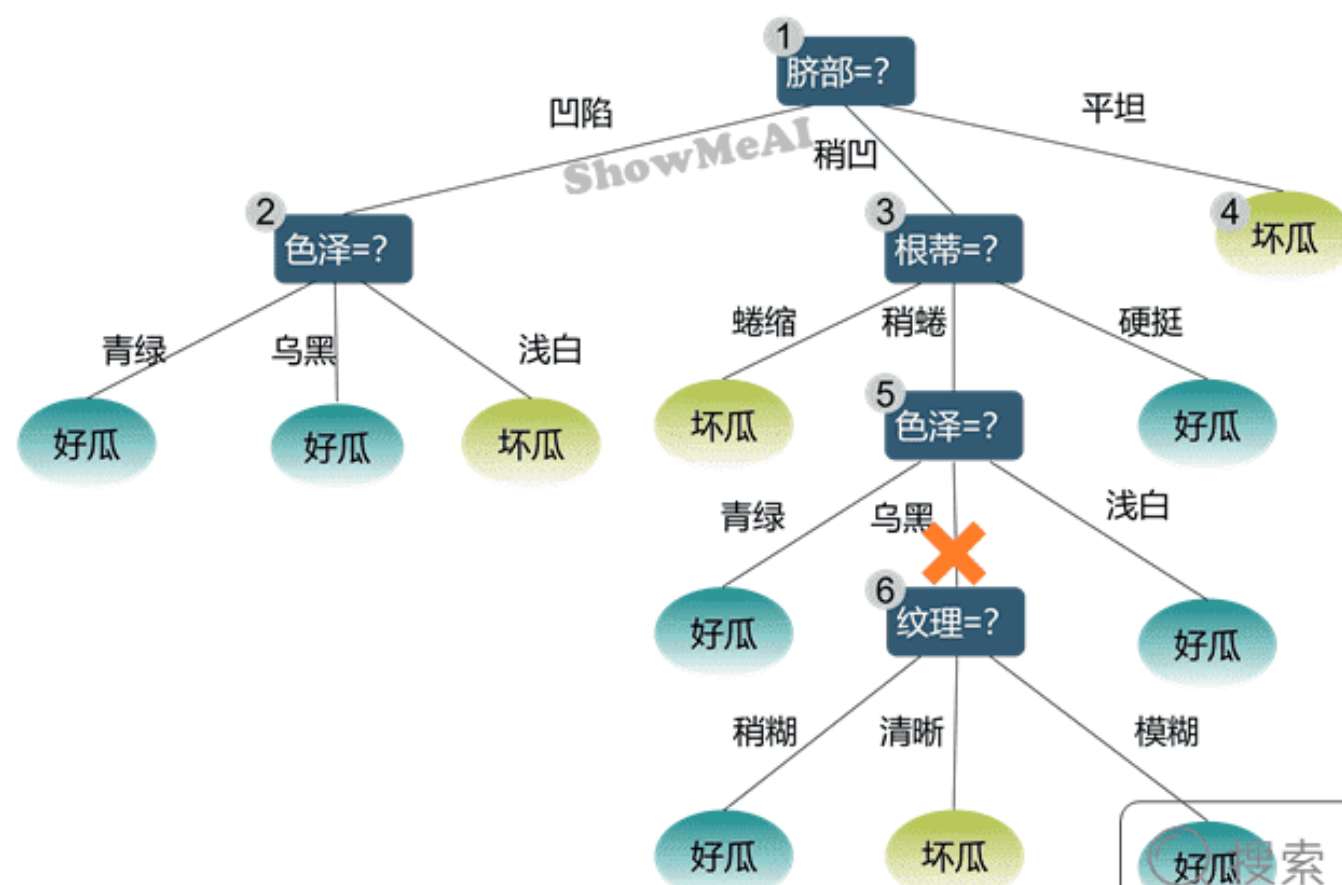 1
脐部=?
凹陷
稍凹
平坦
ShowMeAI
2
色泽=?
3
根蒂=?
4
坏瓜
青绿
乌黑
浅白
蜷缩
稍蜷
硬挺
好瓜
好瓜
坏瓜
坏瓜
5
色泽=?
好瓜
青绿
乌黑
浅白
好瓜
6
纹理=?
好瓜
稍糊
清晰
模糊
好瓜
坏瓜
好瓜
搜索